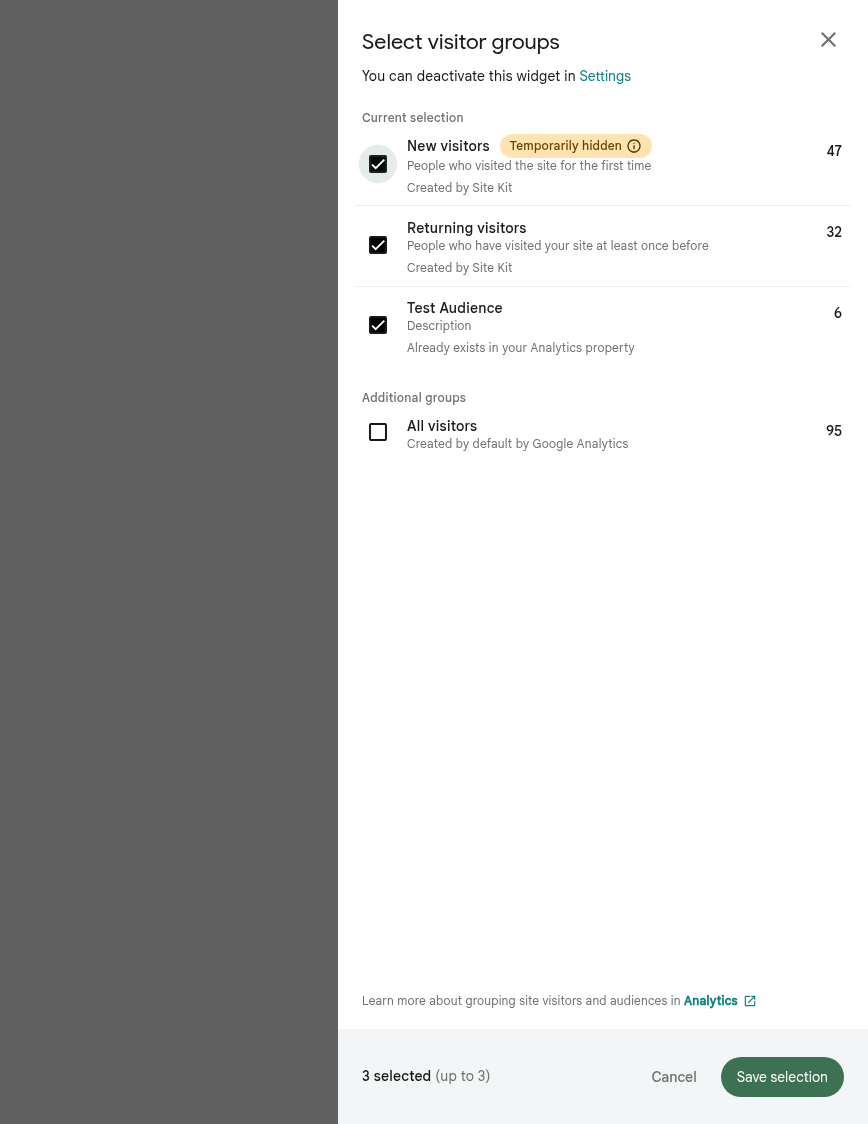 Select visitor groups
You can deactivate this widget in Settings
Current selection
New visitors Temporarily hidden 47
People who visited the site for the first time
Created by Site Kit
Returning visitors 32
People who have visited your site at least once before
Created by Site Kit
Test Audience 6
Description
Already exists in your Analytics property
Additional groups
All visitors 95
Created by default by Google Analytics
Learn more about grouping site visitors and audiences in Analytics
3 selected (up to 3) Cancel Save selection